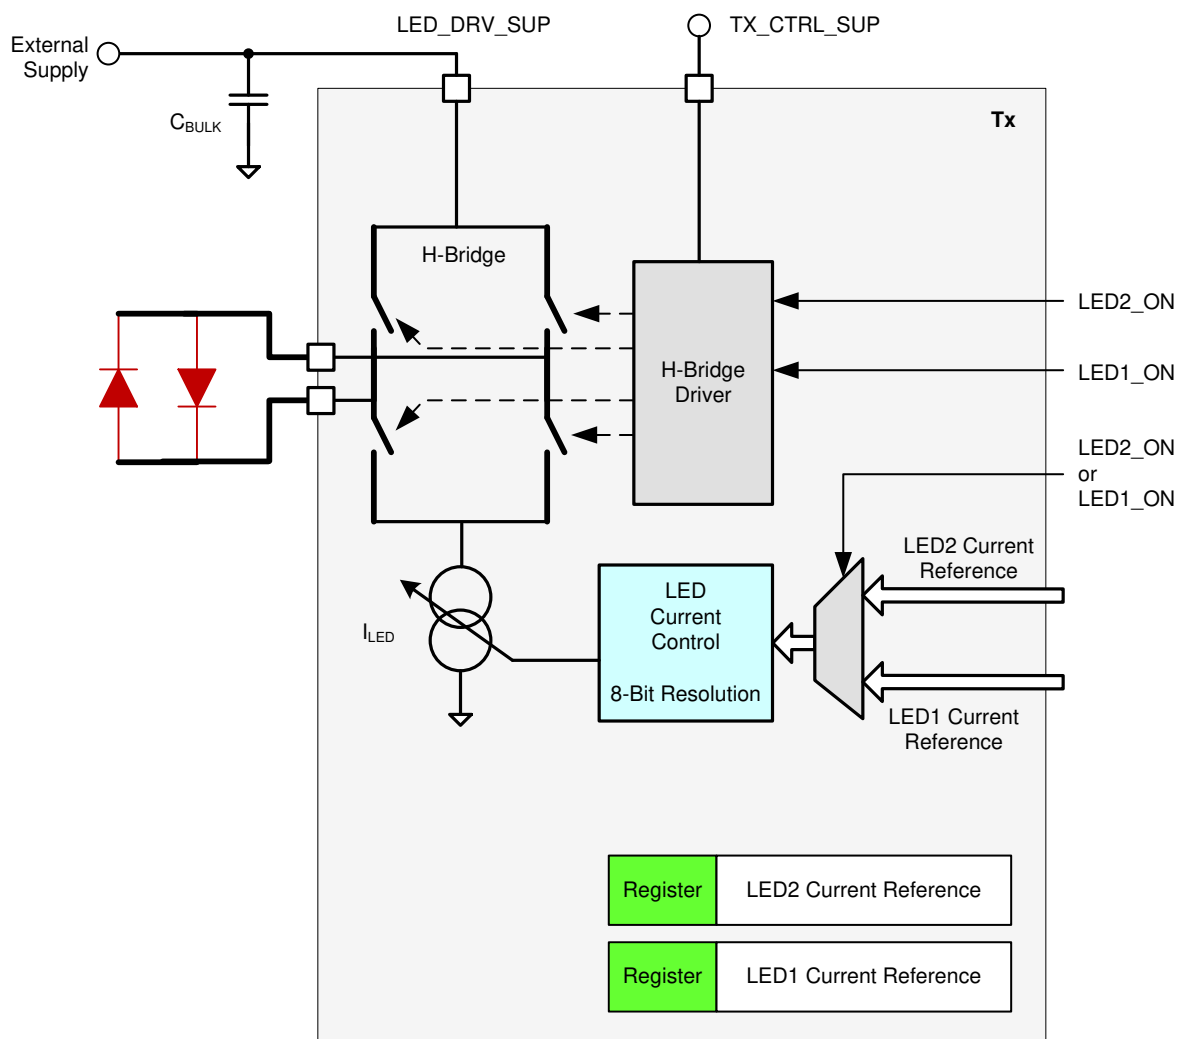 LED_DRV_SUP
TX_CTRL_SUP
External
Supply
CBULK
Tx
H-Bridge
H-Bridge
Driver
LED2_ON
LED1_ON
LED2_ON
or
LED1_ON
LED2 Current
Reference
ILED
LED
Current
Control
8-Bit Resolution
LED1 Current
Reference
Register
LED2 Current Reference
Register
LED1 Current Reference